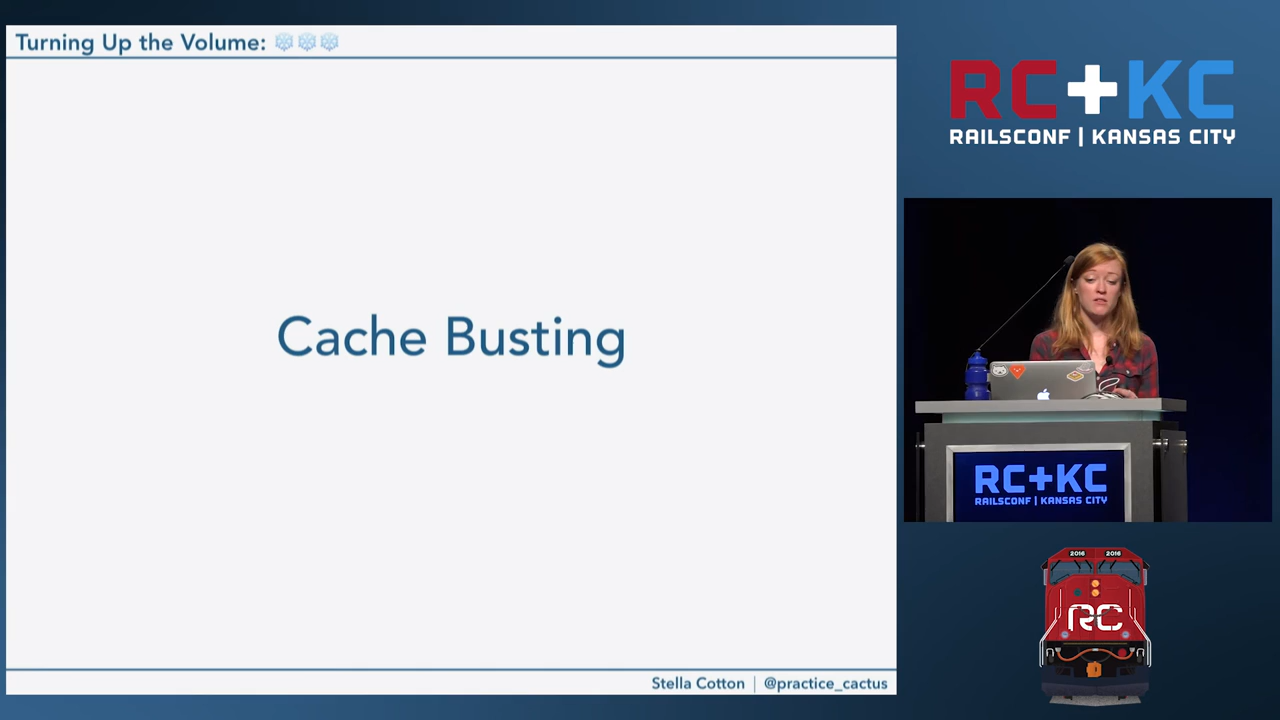 Turning Up the Volume: ❄❄❄
Cache Busting
Stella Cotton | @practice_cactus
RC+KC
RAILSCONF | KANSAS CITY
RC+KC
RAILSCONF | KANSAS CITY
2016 2016
RC